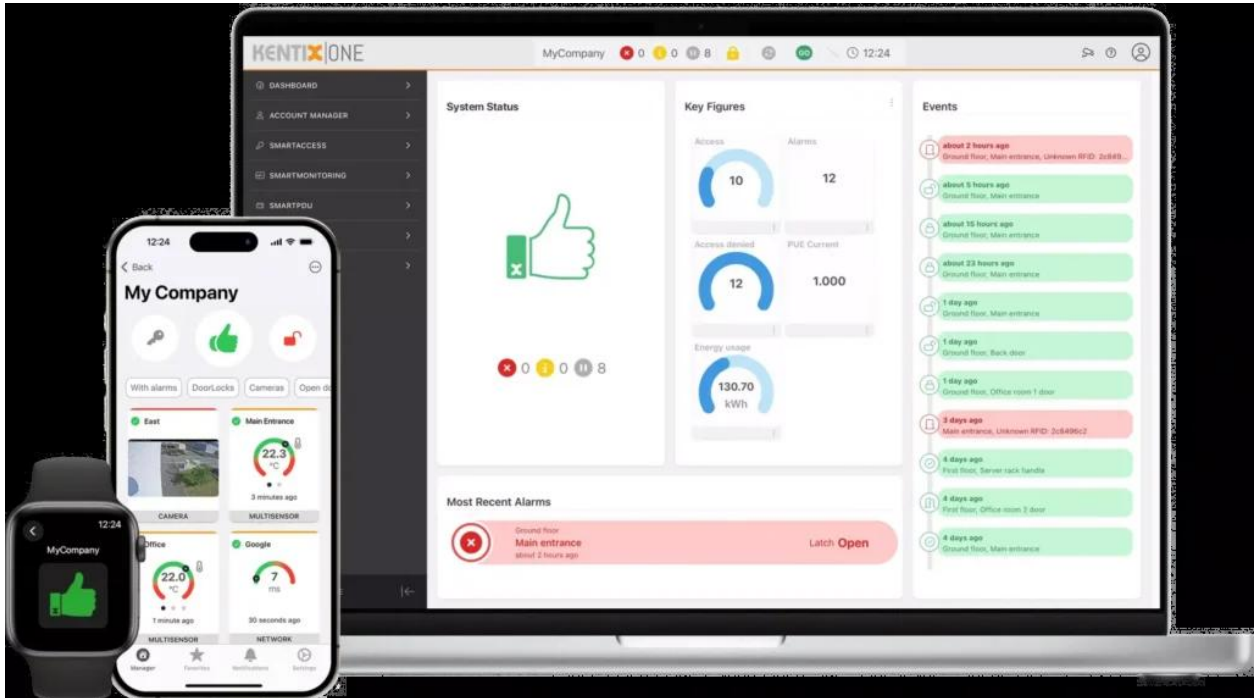 KENTIX|ONE
MyCompany 0 0 8 GO 12:24
DASHBOARD
ACCOUNT MANAGER
SMARTACCESS
SMARTMONITORING
SMARTPDU
System Status
0 0 8
Key Figures
Access
10
Alarms
12
Access denied
12
PUE Current
1.000
Energy usage
130.70
kWh
Most Recent Alarms
Ground floor
Main entrance
about 2 hours ago
Latch Open
Events
about 2 hours ago
Ground floor, Main entrance, Unknown RFID: 2c649...
about 5 hours ago
Ground floor, Main entrance
about 15 hours ago
Ground floor, Main entrance
about 23 hours ago
Ground floor, Main entrance
1 day ago
Ground floor, Main entrance
1 day ago
Ground floor, Back door
1 day ago
Ground floor, Office room 1 door
3 days ago
Main entrance, Unknown RFID: 2c6496c2
4 days ago
First floor, Server rack handle
4 days ago
First floor, Office room 2 door
4 days ago
Ground floor, Main entrance
12:24
Back
My Company
With alarms DoorLocks Cameras Open do
East
CAMERA
Main Entrance
22.3
°C
3 minutes ago
MULTISENSOR
Office
22.0
°C
1 minute ago
MULTISENSOR
Google
7
ms
20 seconds ago
NETWORK
Manager Favorites Notifications Settings
12:24
MyCompany